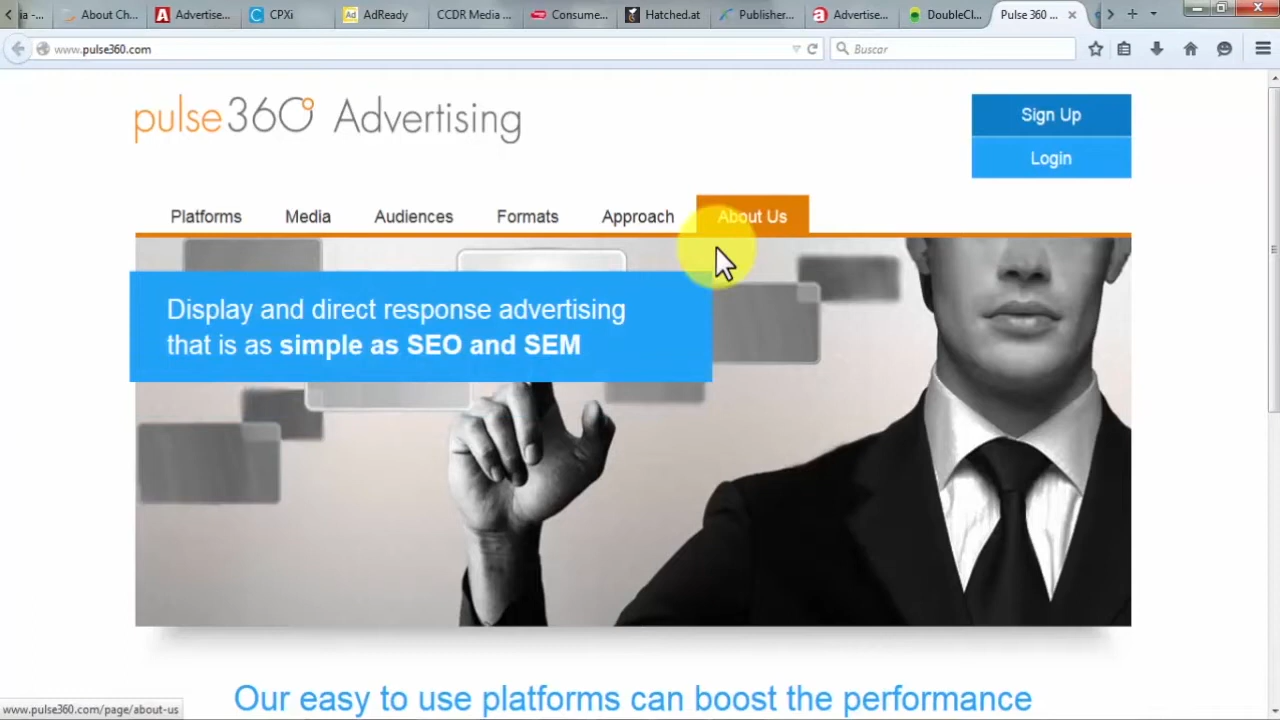 ia -...
About Ch...
Advertise...
CPXi
AdReady
CCDR Media ...
Consume...
Hatched.at
Publisher...
Advertise...
DoubleCl...
Pulse 360 ...
www.pulse360.com
Buscar
pulse360 Advertising
Sign Up
Login
Platforms
Media
Audiences
Formats
Approach
About Us
Display and direct response advertising
that is as simple as SEO and SEM
Our easy to use platforms can boost the performance
www.pulse360.com/page/about-us